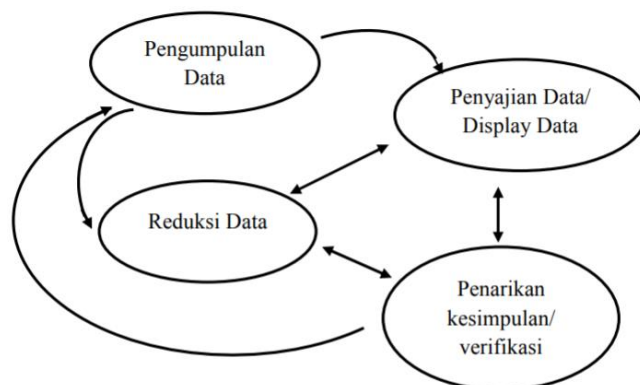 Pengumpulan
Data
Penyajian Data/
Display Data
Reduksi Data
Penarikan
kesimpulan/
verifikasi